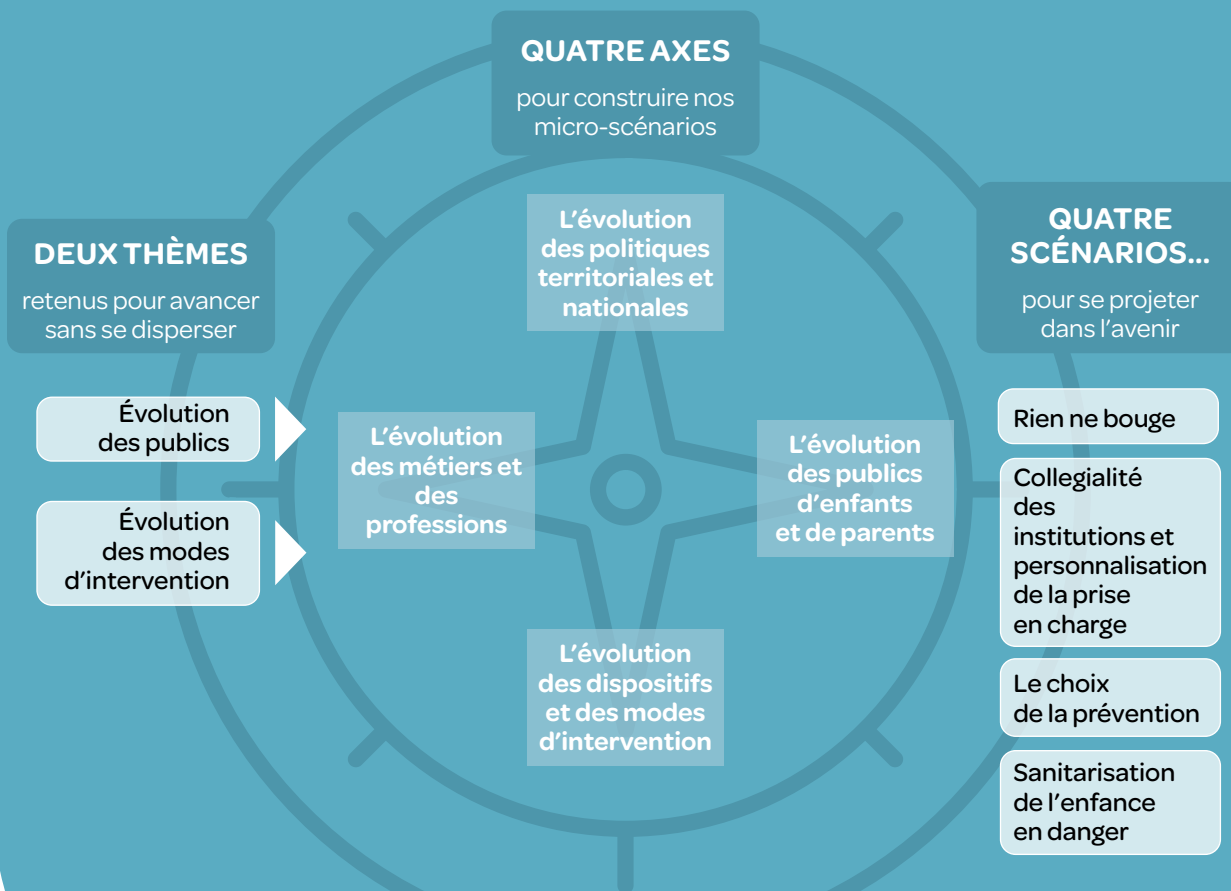 QUATRE AXES
pour construire nos
micro-scénarios
DEUX THÈMES
retenus pour avancer
sans se disperser
Évolution
des publics
Évolution
des modes
d'intervention
L'évolution
des politiques
territoriales et
nationales
L'évolution
des métiers et
des
professions
L'évolution
des publics
d'enfants
et de parents
L'évolution
des dispositifs
et des modes
d'intervention
QUATRE
SCÉNARIOS...
pour se projeter
dans l'avenir
Rien ne bouge
Collegialité
des
institutions et
personnalisation
de la prise
en charge
Le choix
de la prévention
Sanitarisation
de l'enfance
en danger